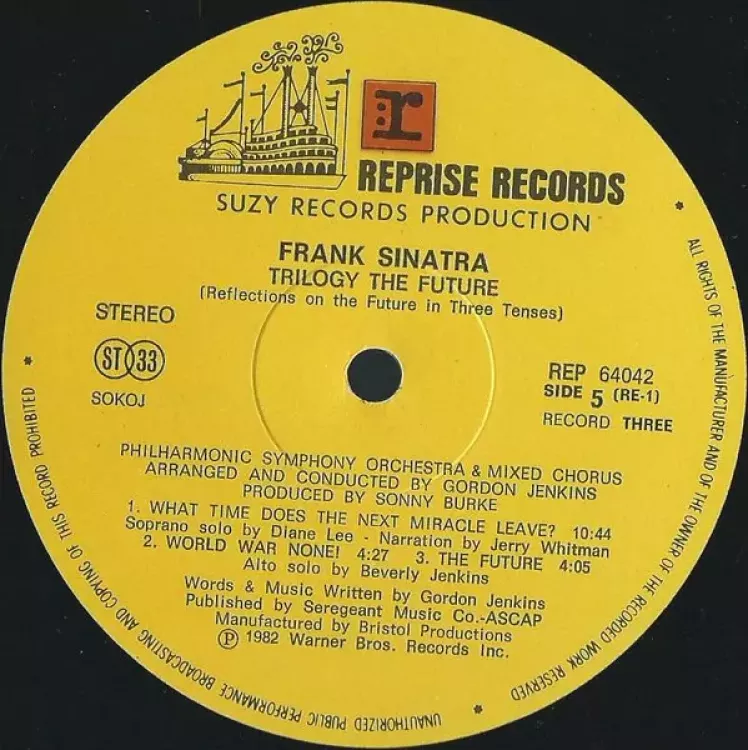 r
REPRISE RECORDS
SUZY RECORDS PRODUCTION
FRANK SINATRA
TRILOGY THE FUTURE
(Reflections on the Future in Three Tenses)
STEREO
ST 33
SOKOJ
REP 64042
SIDE 5 (RE-1)
RECORD THREE
PHILHARMONIC SYMPHONY ORCHESTRA & MIXED CHORUS
ARRANGED AND CONDUCTED BY GORDON JENKINS
PRODUCED BY SONNY BURKE
1. WHAT TIME DOES THE NEXT MIRACLE LEAVE? 10:44
Soprano solo by Diane Lee - Narration by Jerry Whitman
2. WORLD WAR NONE! 4:27 3. THE FUTURE 4:05
Alto solo by Beverly Jenkins
Words & Music Written by Gordon Jenkins
Published by Seregeant Music Co.-ASCAP
Manufactured by Bristol Productions
℗ 1982 Warner Bros. Records Inc.
* ALL RIGHTS OF THE MANUFACTURER AND OF THE OWNER OF THE RECORDED WORK RESERVED * UNAUTHORIZED PUBLIC PERFORMANCE BROADCASTING AND COPYING OF THIS RECORD PROHIBITED *